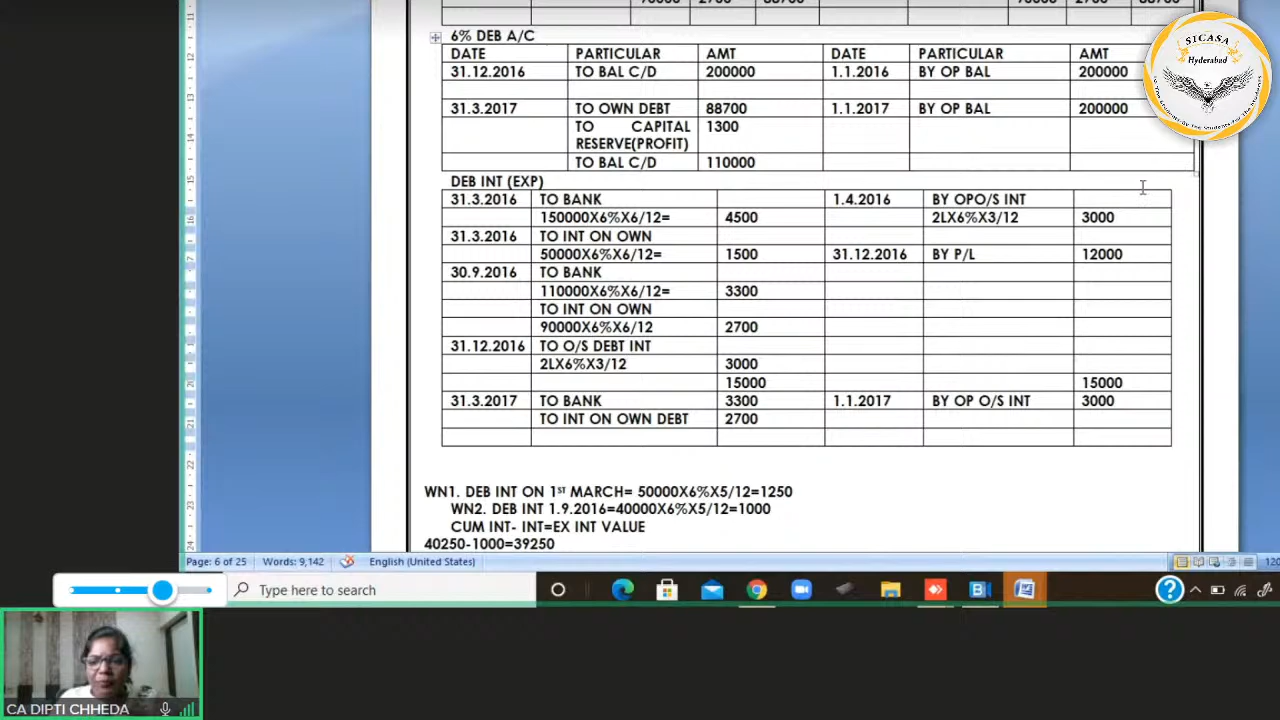 90000 2700 88700 90000 2700 88700
6% DEB A/C
DATE PARTICULAR AMT DATE PARTICULAR AMT
31.12.2016 TO BAL C/D 200000 1.1.2016 BY OP BAL 200000
31.3.2017 TO OWN DEBT 88700 1.1.2017 BY OP BAL 200000
TO CAPITAL 1300
RESERVE(PROFIT)
TO BAL C/D 110000
DEB INT (EXP)
31.3.2016 TO BANK 1.4.2016 BY OPO/S INT
150000X6%X6/12= 4500 2LX6%X3/12 3000
31.3.2016 TO INT ON OWN
50000X6%X6/12= 1500 31.12.2016 BY P/L 12000
30.9.2016 TO BANK
110000X6%X6/12= 3300
TO INT ON OWN
90000X6%X6/12 2700
31.12.2016 TO O/S DEBT INT
2LX6%X3/12 3000
15000 15000
31.3.2017 TO BANK 3300 1.1.2017 BY OP O/S INT 3000
TO INT ON OWN DEBT 2700
WN1. DEB INT ON 1ST MARCH= 50000X6%X5/12=1250
WN2. DEB INT 1.9.2016=40000X6%X5/12=1000
CUM INT- INT=EX INT VALUE
40250-1000=39250
Page: 6 of 25 Words: 9,142 English (United States) 120
Type here to search
CA DIPTI CHHEDA
SICASA
Hyderabad